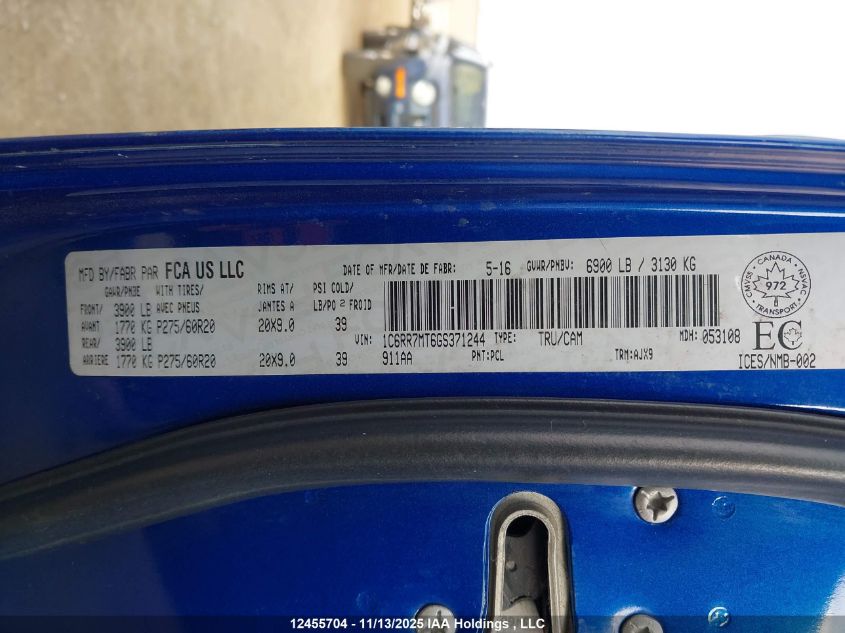 MFD BY/FABR PAR FCA US LLC
DATE OF MFR/DATE DE FABR: 5-16 GVWR/PNBV: 6900 LB / 3130 KG
GAWR/PNBE WITH TIRES/ RIMS AT/ PSI COLD/
FRONT/ 3900 LB AVEC PNEUS JANTES A LB/PO 2 FROID
AVANT 1770 KG P275/60R20 20X9.0 39
REAR/ 3900 LB
ARRIERE 1770 KG P275/60R20 20X9.0 39
VIN: 1C6RR7MT6GS371244 TYPE: TRU/CAM MDH: 053108
911AA PNT:PCL TRM:AJX9
CANADA
CMVSS
NSVAC
972
TRANSPORT
EC
ICES/NMB-002
12455704 - 11/13/2025 IAA Holdings , LLC